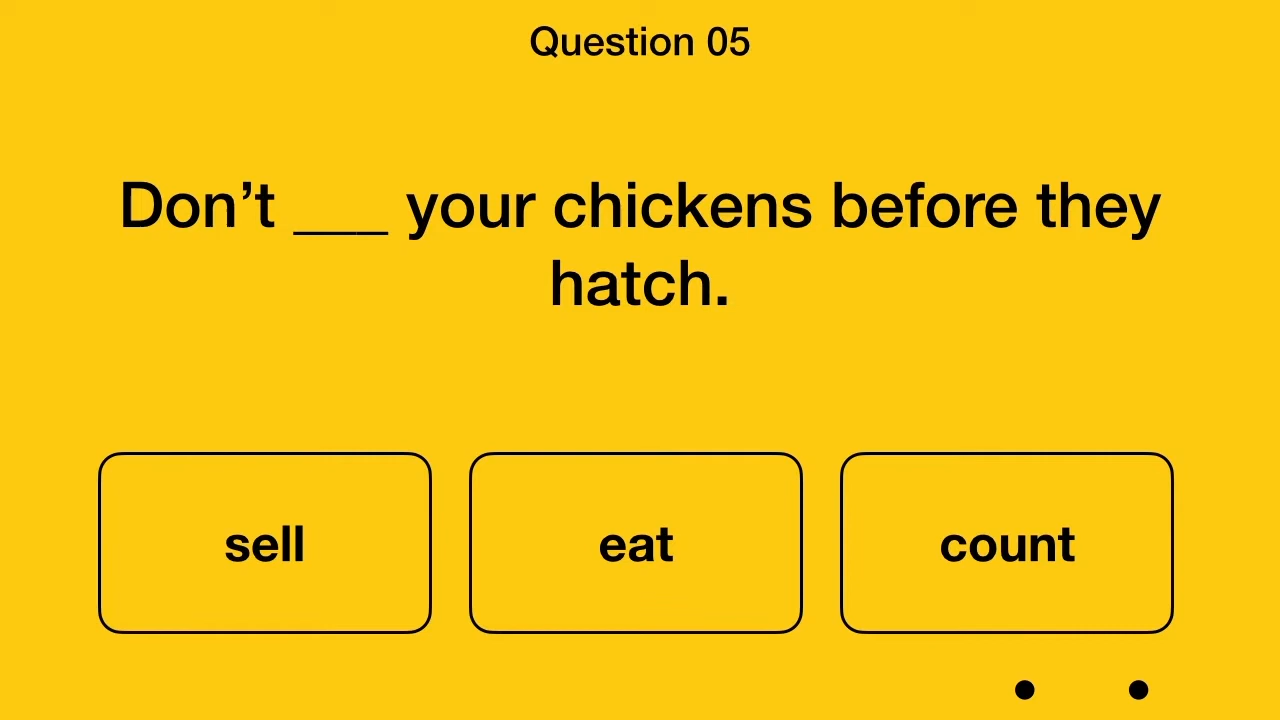 Question 05
Don’t ___ your chickens before they
hatch.
sell
eat
count